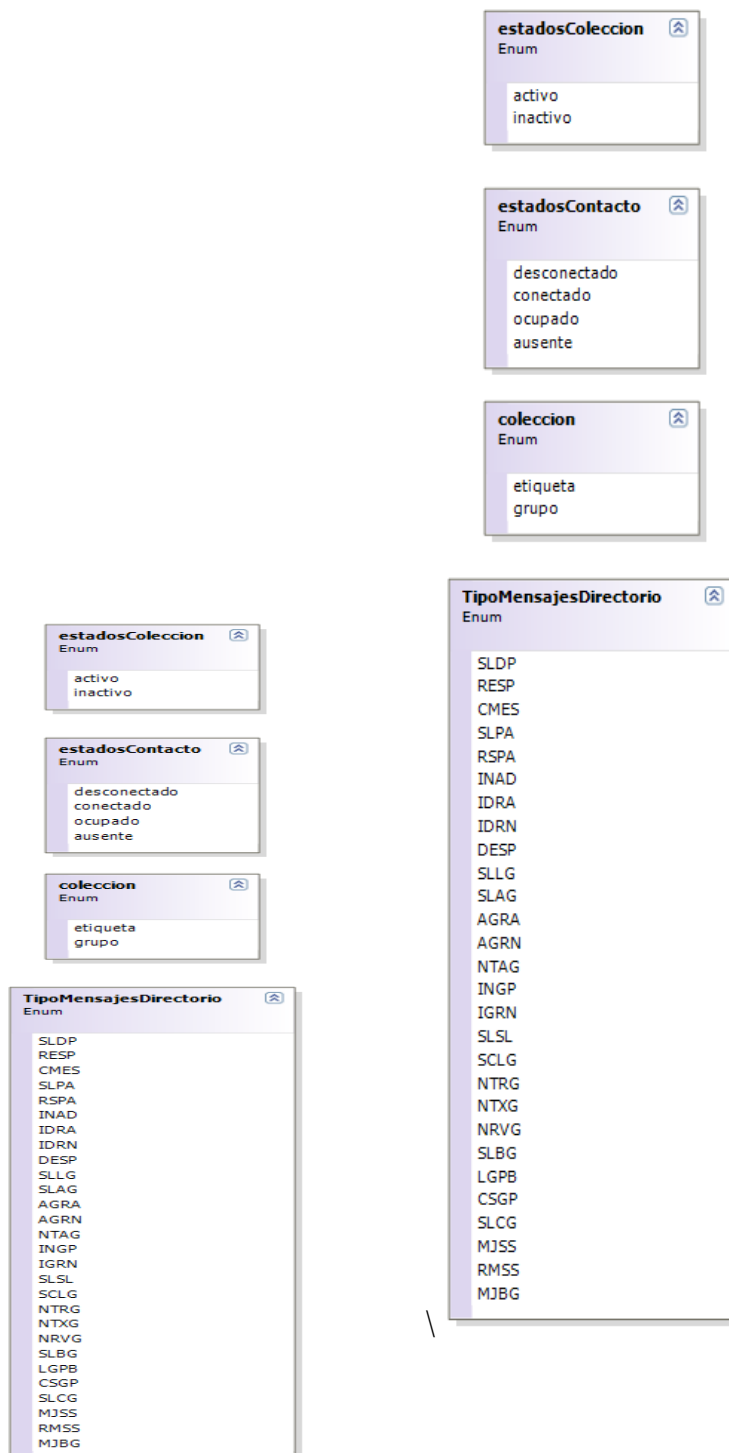 estadosColeccion
Enum
activo
inactivo
estadosContacto
Enum
desconectado
conectado
ocupado
ausente
coleccion
Enum
etiqueta
grupo
TipoMensajesDirectorio
Enum
SLDP
RESP
CMES
SLPA
RSPA
INAD
IDRA
IDRN
DESP
SLLG
SLAG
AGRA
AGRN
NTAG
INGP
IGRN
SLSL
SCLG
NTRG
NTXG
NRVG
SLBG
LGPB
CSGP
SLCG
MJSS
RMSS
MJBG
\
estadosColeccion
Enum
activo
inactivo
estadosContacto
Enum
desconectado
conectado
ocupado
ausente
coleccion
Enum
etiqueta
grupo
TipoMensajesDirectorio
Enum
SLDP
RESP
CMES
SLPA
RSPA
INAD
IDRA
IDRN
DESP
SLLG
SLAG
AGRA
AGRN
NTAG
INGP
IGRN
SLSL
SCLG
NTRG
NTXG
NRVG
SLBG
LGPB
CSGP
SLCG
MJSS
RMSS
MJBG